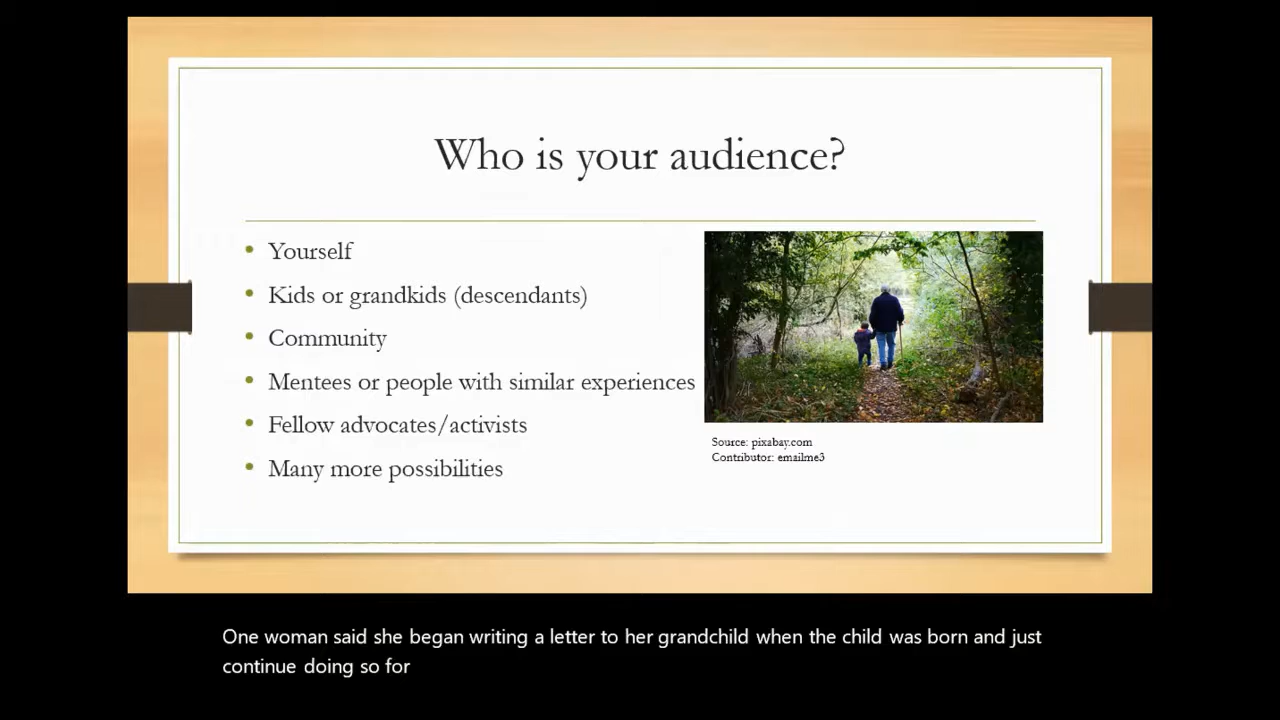 Who is your audience?
Yourself
Kids or grandkids (descendants)
Community
Mentees or people with similar experiences
Fellow advocates/activists
Many more possibilities
Source: pixabay.com
Contributor: emailme3
One woman said she began writing a letter to her grandchild when the child was born and just
continue doing so for